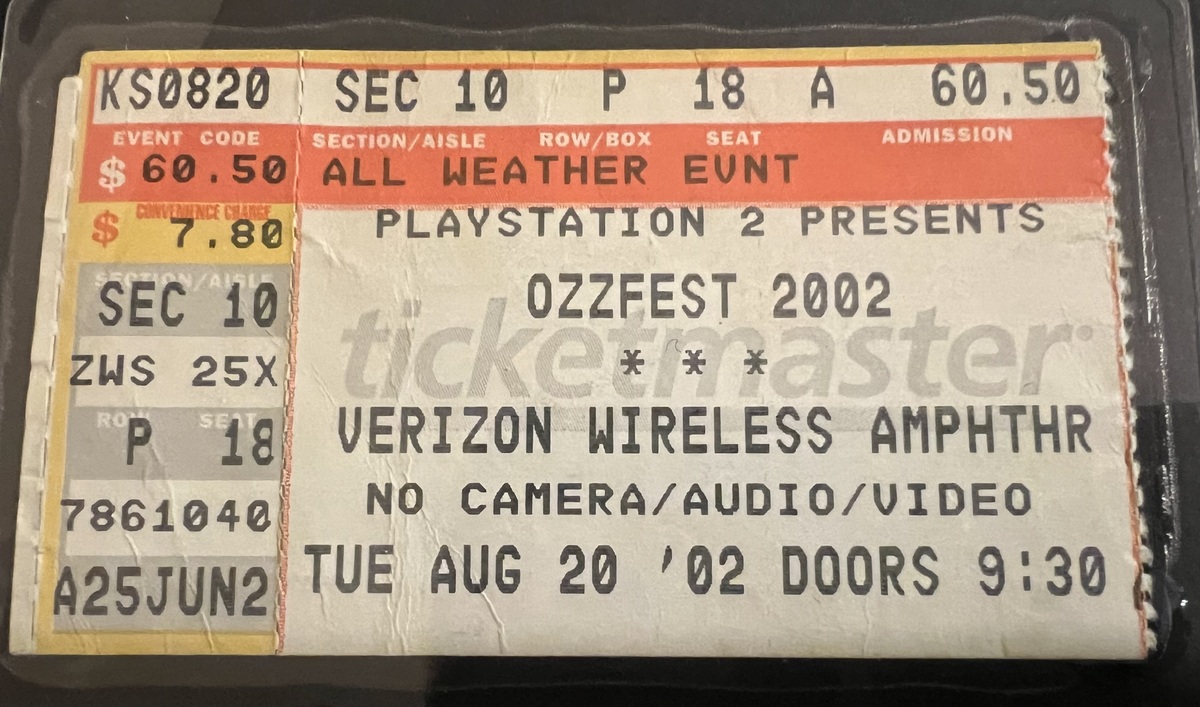 KS0820 SEC 10 P 18 A 60.50
EVENT CODE SECTION/AISLE ROW/BOX SEAT ADMISSION
$ 60.50 ALL WEATHER EVNT
CONVENIENCE CHARGE
$ 7.80 PLAYSTATION 2 PRESENTS
SECTION/AISLE
SEC 10 OZZFEST 2002
ticketmaster
ZWS 25X * * *
ROW SEAT
P 18 VERIZON WIRELESS AMPHTHR
7861040 NO CAMERA/AUDIO/VIDEO
A25JUN2 TUE AUG 20 '02 DOORS 9:30